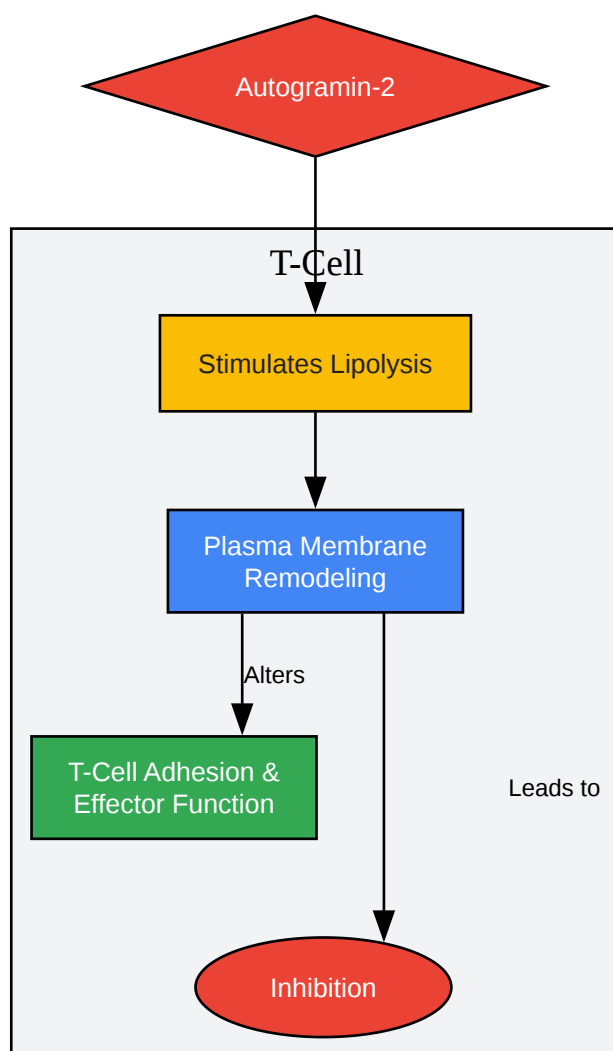 Autogramin-2
T-Cell
Stimulates Lipolysis
Plasma Membrane
Remodeling
Alters
T-Cell Adhesion &
Effector Function
Leads to
Inhibition